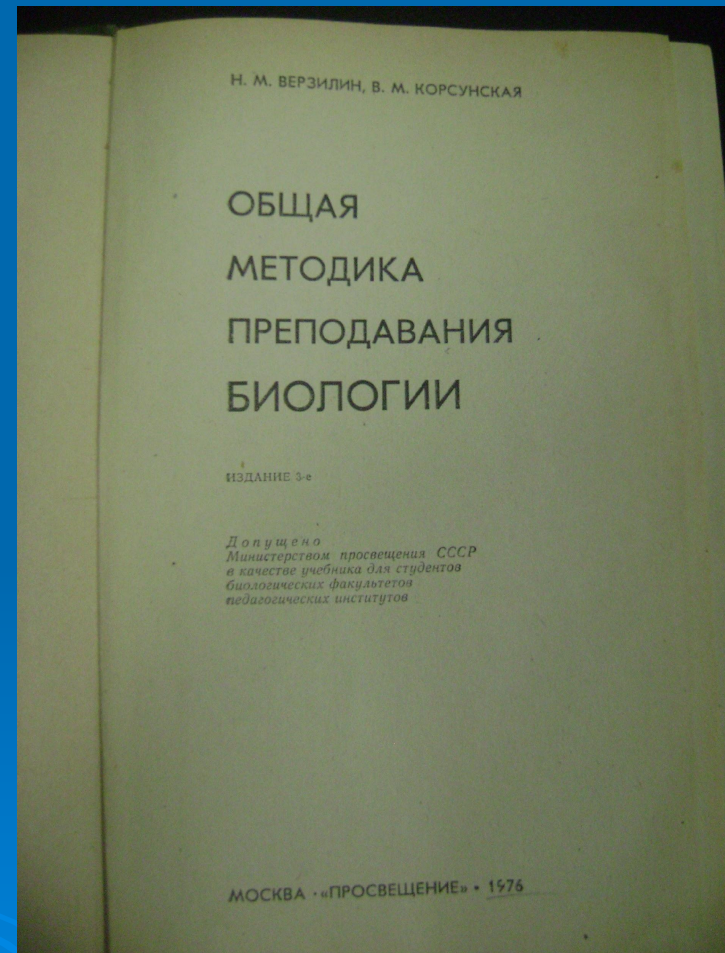 Н. М. ВЕРЗИЛИН, В. М. КОРСУНСКАЯ
ОБЩАЯ
МЕТОДИКА
ПРЕПОДАВАНИЯ
БИОЛОГИИ
ИЗДАНИЕ 3-е
Допущено
Министерством просвещения СССР
в качестве учебника для студентов
биологических факультетов
педагогических институтов
МОСКВА • «ПРОСВЕЩЕНИЕ» • 1976